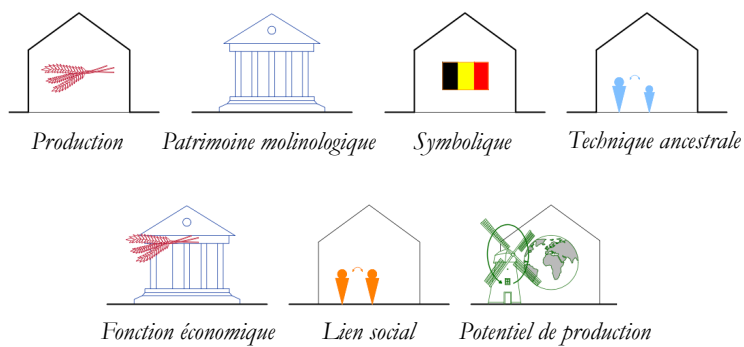 Production
Patrimoine molinologique
Symbolique
Technique ancestrale
Fonction économique
Lien social
Potentiel de production